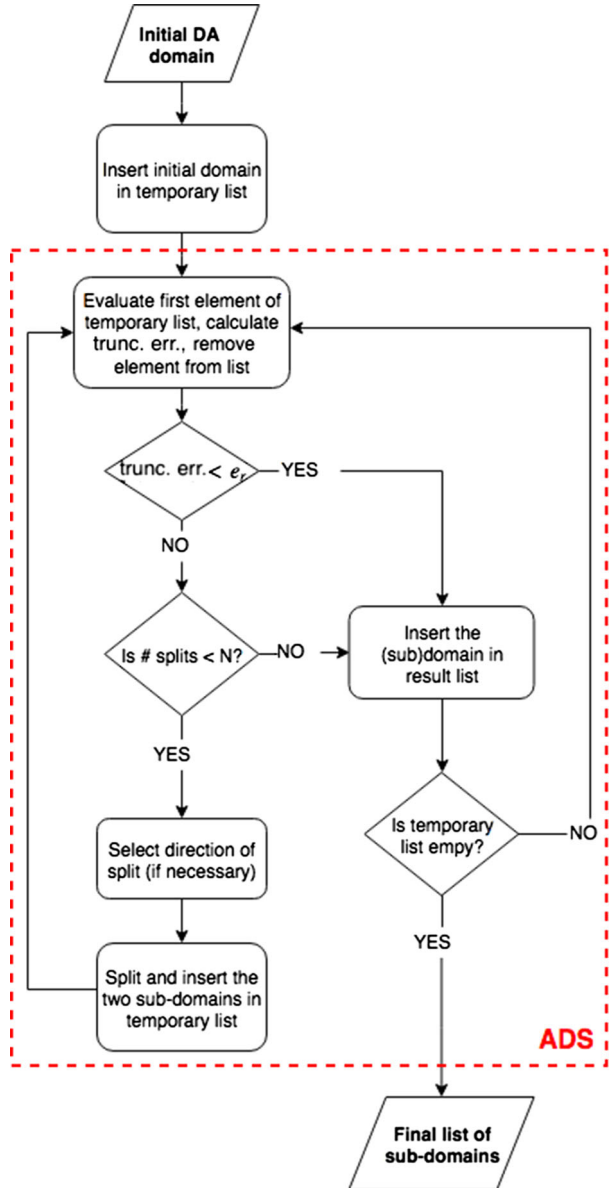 Initial DA
domain
Insert initial domain
in temporary list
Evaluate first element of
temporary list, calculate
trunc. err., remove
element from list
trunc. err. < e_r
YES
NO
Is # splits < N?
NO
Insert the
(sub)domain in
result list
YES
Is temporary
list empy?
NO
Select direction of
split (if necessary)
YES
Split and insert the
two sub-domains in
temporary list
ADS
Final list of
sub-domains